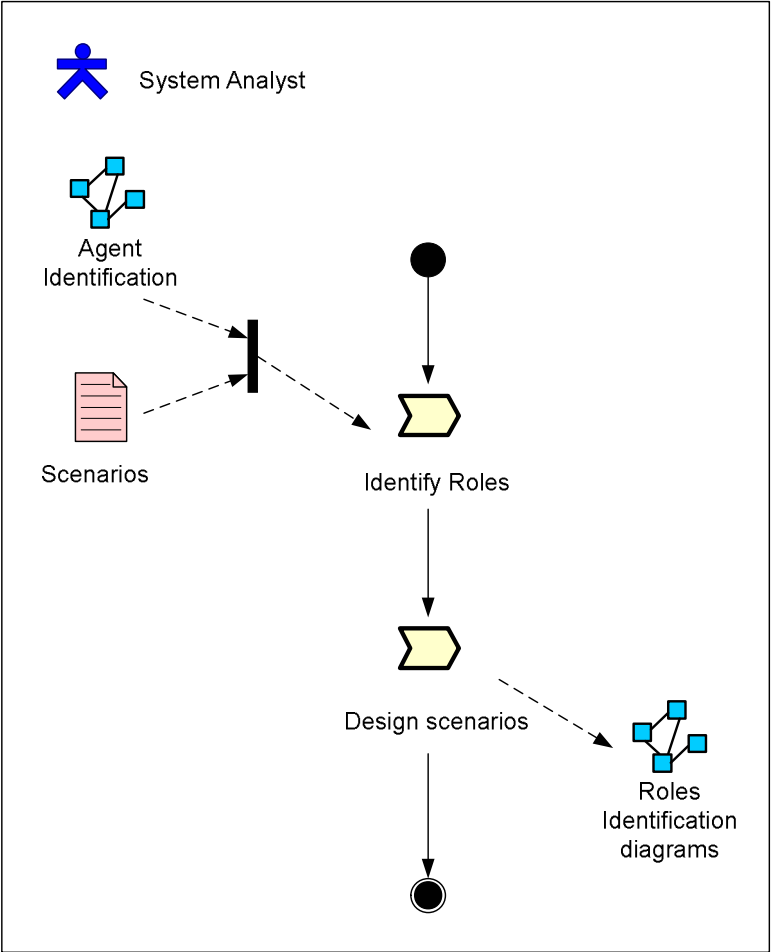 System Analyst
Agent
Identification
Scenarios
Identify Roles
Design scenarios
Roles
Identification
diagrams